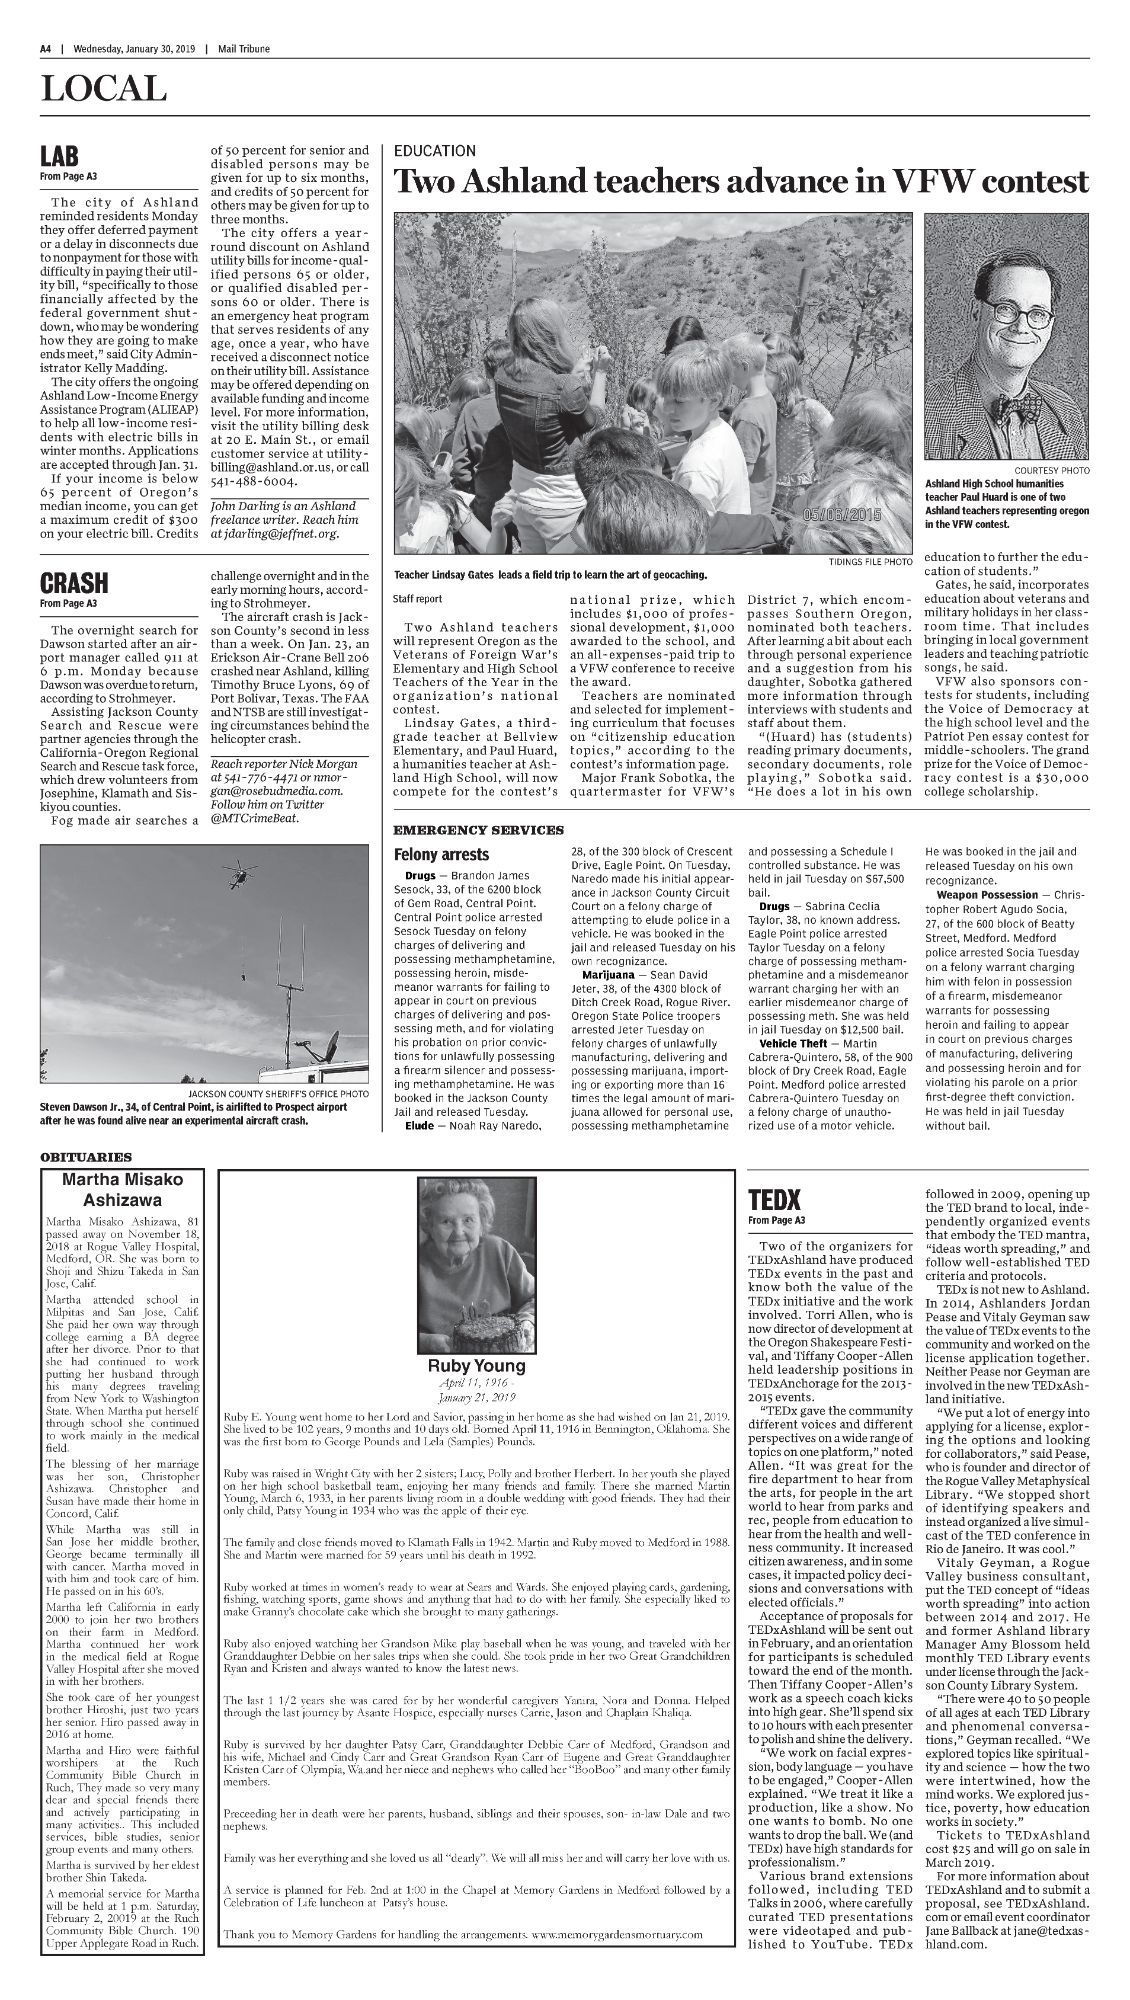 A4 | Wednesday, January 30, 2019 | Mail Tribune
LOCAL
LAB
From Page A3
The city of Ashland
reminded residents Monday
they offer deferred payment
or a delay in disconnects due
to nonpayment for those with
difficulty in paying their util-
ity bill, “specifically to those
financially affected by the
federal government shut-
down, who may be wondering
how they are going to make
ends meet,” said City Admin-
istrator Kelly Madding.
The city offers the ongoing
Ashland Low-Income Energy
Assistance Program (ALIEAP)
to help all low-income resi-
dents with electric bills in
winter months. Applications
are accepted through Jan. 31.
If your income is below
65 percent of Oregon’s
median income, you can get
a maximum credit of $300
on your electric bill. Credits
of 50 percent for senior and
disabled persons may be
given for up to six months,
and credits of 50 percent for
others may be given for up to
three months.
The city offers a year-
round discount on Ashland
utility bills for income-qual-
ified persons 65 or older,
or qualified disabled per-
sons 60 or older. There is
an emergency heat program
that serves residents of any
age, once a year, who have
received a disconnect notice
on their utility bill. Assistance
may be offered depending on
available funding and income
level. For more information,
visit the utility billing desk
at 20 E. Main St., or email
customer service at utility-
billing@ashland.or.us, or call
541-488-6004.
John Darling is an Ashland
freelance writer. Reach him
at jdarling@jeffnet.org.
CRASH
From Page A3
The overnight search for
Dawson started after an air-
port manager called 911 at
6 p.m. Monday because
Dawson was overdue to return,
according to Strohmeyer.
Assisting Jackson County
Search and Rescue were
partner agencies through the
California-Oregon Regional
Search and Rescue task force,
which drew volunteers from
Josephine, Klamath and Sis-
kiyou counties.
Fog made air searches a
challenge overnight and in the
early morning hours, accord-
ing to Strohmeyer.
The aircraft crash is Jack-
son County’s second in less
than a week. On Jan. 23, an
Erickson Air-Crane Bell 206
crashed near Ashland, killing
Timothy Bruce Lyons, 69 of
Port Bolivar, Texas. The FAA
and NTSB are still investigat-
ing circumstances behind the
helicopter crash.
Reach reporter Nick Morgan
at 541-776-4471 or nmor-
gan@rosebudmedia.com.
Follow him on Twitter
@MTCrimeBeat.
JACKSON COUNTY SHERIFF'S OFFICE PHOTO
Steven Dawson Jr., 34, of Central Point, is airlifted to Prospect airport
after he was found alive near an experimental aircraft crash.
EDUCATION
Two Ashland teachers advance in VFW contest
05/06/2015
TIDINGS FILE PHOTO
Teacher Lindsay Gates leads a field trip to learn the art of geocaching.
COURTESY PHOTO
Ashland High School humanities
teacher Paul Huard is one of two
Ashland teachers representing oregon
in the VFW contest.
Staff report
Two Ashland teachers
will represent Oregon as the
Veterans of Foreign War’s
Elementary and High School
Teachers of the Year in the
organization’s national
contest.
Lindsay Gates, a third-
grade teacher at Bellview
Elementary, and Paul Huard,
a humanities teacher at Ash-
land High School, will now
compete for the contest’s
national prize, which
includes $1,000 of profes-
sional development, $1,000
awarded to the school, and
an all-expenses-paid trip to
a VFW conference to receive
the award.
Teachers are nominated
and selected for implement-
ing curriculum that focuses
on “citizenship education
topics,” according to the
contest’s information page.
Major Frank Sobotka, the
quartermaster for VFW’s
District 7, which encom-
passes Southern Oregon,
nominated both teachers.
After learning a bit about each
through personal experience
and a suggestion from his
daughter, Sobotka gathered
more information through
interviews with students and
staff about them.
“(Huard) has (students)
reading primary documents,
secondary documents, role
playing,” Sobotka said.
“He does a lot in his own
education to further the edu-
cation of students.”
Gates, he said, incorporates
education about veterans and
military holidays in her class-
room time. That includes
bringing in local government
leaders and teaching patriotic
songs, he said.
VFW also sponsors con-
tests for students, including
the Voice of Democracy at
the high school level and the
Patriot Pen essay contest for
middle-schoolers. The grand
prize for the Voice of Democ-
racy contest is a $30,000
college scholarship.
EMERGENCY SERVICES
Felony arrests
Drugs — Brandon James
Sesock, 33, of the 6200 block
of Gem Road, Central Point.
Central Point police arrested
Sesock Tuesday on felony
charges of delivering and
possessing methamphetamine,
possessing heroin, misde-
meanor warrants for failing to
appear in court on previous
charges of delivering and pos-
sessing meth, and for violating
his probation on prior convic-
tions for unlawfully possessing
a firearm silencer and possess-
ing methamphetamine. He was
booked in the Jackson County
Jail and released Tuesday.
Elude — Noah Ray Naredo,
28, of the 300 block of Crescent
Drive, Eagle Point. On Tuesday,
Naredo made his initial appear-
ance in Jackson County Circuit
Court on a felony charge of
attempting to elude police in a
vehicle. He was booked in the
jail and released Tuesday on his
own recognizance.
Marijuana — Sean David
Jeter, 38, of the 4300 block of
Ditch Creek Road, Rogue River.
Oregon State Police troopers
arrested Jeter Tuesday on
felony charges of unlawfully
manufacturing, delivering and
possessing marijuana, import-
ing or exporting more than 16
times the legal amount of mari-
juana allowed for personal use,
possessing methamphetamine
and possessing a Schedule I
controlled substance. He was
held in jail Tuesday on $67,500
bail.
Drugs — Sabrina Ceclia
Taylor, 38, no known address.
Eagle Point police arrested
Taylor Tuesday on a felony
charge of possessing metham-
phetamine and a misdemeanor
warrant charging her with an
earlier misdemeanor charge of
possessing meth. She was held
in jail Tuesday on $12,500 bail.
Vehicle Theft — Martin
Cabrera-Quintero, 58, of the 900
block of Dry Creek Road, Eagle
Point. Medford police arrested
Cabrera-Quintero Tuesday on
a felony charge of unautho-
rized use of a motor vehicle.
He was booked in the jail and
released Tuesday on his own
recognizance.
Weapon Possession — Chris-
topher Robert Agudo Socia,
27, of the 600 block of Beatty
Street, Medford. Medford
police arrested Socia Tuesday
on a felony warrant charging
him with felon in possession
of a firearm, misdemeanor
warrants for possessing
heroin and failing to appear
in court on previous charges
of manufacturing, delivering
and possessing heroin and for
violating his parole on a prior
first-degree theft conviction.
He was held in jail Tuesday
without bail.
OBITUARIES
Martha Misako
Ashizawa
Martha Misako Ashizawa, 81
passed away on November 18,
2018 at Rogue Valley Hospital,
Medford, OR. She was born to
Shoji and Shizu Takeda in San
Jose, Calif.
Martha attended school in
Milpitas and San Jose, Calif.
She paid her own way through
college earning a BA degree
after her divorce. Prior to that
she had continued to work
putting her husband through
his many degrees traveling
from New York to Washington
State. When Martha put herself
through school she continued
to work mainly in the medical
field.
The blessing of her marriage
was her son, Christopher
Ashizawa. Christopher and
Susan have made their home in
Concord, Calif.
While Martha was still in
San Jose her middle brother,
George became terminally ill
with cancer. Martha moved in
with him and took care of him.
He passed on in his 60's.
Martha left California in early
2000 to join her two brothers
on their farm in Medford.
Martha continued her work
in the medical field at Rogue
Valley Hospital after she moved
in with her brothers.
She took care of her youngest
brother Hiroshi, just two years
her senior. Hiro passed away in
2016 at home.
Martha and Hiro were faithful
worshipers at the Ruch
Community Bible Church in
Ruch, They made so very many
dear and special friends there
and actively participating in
many activities.. This included
services, bible studies, senior
group events and many others.
Martha is survived by her eldest
brother Shin Takeda.
A memorial service for Martha
will be held at 1 p.m. Saturday,
February 2, 20019 at the Ruch
Community Bible Church. 190
Upper Applegate Road in Ruch.
Ruby Young
April 11, 1916 -
January 21, 2019
Ruby E. Young went home to her Lord and Savior, passing in her home as she had wished on Jan 21, 2019.
She lived to be 102 years, 9 months and 10 days old. Borned April 11, 1916 in Bennington, Oklahoma. She
was the first born to George Pounds and Lela (Samples) Pounds.
Ruby was raised in Wright City with her 2 sisters; Lucy, Polly and brother Herbert. In her youth she played
on her high school basketball team, enjoying her many friends and family. There she married Martin
Young, March 6, 1933, in her parents living room in a double wedding with good friends. They had their
only child, Patsy Young in 1934 who was the apple of their eye.
The family and close friends moved to Klamath Falls in 1942. Martin and Ruby moved to Medford in 1988.
She and Martin were married for 59 years until his death in 1992.
Ruby worked at times in women's ready to wear at Sears and Wards. She enjoyed playing cards, gardening,
fishing, watching sports, game shows and anything that had to do with her family. She especially liked to
make Granny's chocolate cake which she brought to many gatherings.
Ruby also enjoyed watching her Grandson Mike play baseball when he was young, and traveled with her
Granddaughter Debbie on her sales trips when she could. She took pride in her two Great Grandchildren
Ryan and Kristen and always wanted to know the latest news.
The last 1 1/2 years she was cared for by her wonderful caregivers Yanira, Nora and Donna. Helped
through the last journey by Asante Hospice, especially nurses Carrie, Jason and Chaplain Khaliqa.
Ruby is survived by her daughter Patsy Carr, Granddaughter Debbie Carr of Medford, Grandson and
his wife, Michael and Cindy Carr and Great Grandson Ryan Carr of Eugene and Great Granddaughter
Kristen Carr of Olympia, Wa.and her niece and nephews who called her "BooBoo" and many other family
members.
Preceeding her in death were her parents, husband, siblings and their spouses, son- in-law Dale and two
nephews.
Family was her everything and she loved us all "dearly". We will all miss her and will carry her love with us.
A service is planned for Feb. 2nd at 1:00 in the Chapel at Memory Gardens in Medford followed by a
Celebration of Life luncheon at Patsy's house.
Thank you to Memory Gardens for handling the arrangements. www.memorygardensmortuary.com
TEDX
From Page A3
Two of the organizers for
TEDxAshland have produced
TEDx events in the past and
know both the value of the
TEDx initiative and the work
involved. Torri Allen, who is
now director of development at
the Oregon Shakespeare Festi-
val, and Tiffany Cooper-Allen
held leadership positions in
TEDxAnchorage for the 2013-
2015 events.
“TEDx gave the community
different voices and different
perspectives on a wide range of
topics on one platform,” noted
Allen. “It was great for the
fire department to hear from
the arts, for people in the art
world to hear from parks and
rec, people from education to
hear from the health and well-
ness community. It increased
citizen awareness, and in some
cases, it impacted policy deci-
sions and conversations with
elected officials.”
Acceptance of proposals for
TEDxAshland will be sent out
in February, and an orientation
for participants is scheduled
toward the end of the month.
Then Tiffany Cooper-Allen’s
work as a speech coach kicks
into high gear. She’ll spend six
to 10 hours with each presenter
to polish and shine the delivery.
“We work on facial expres-
sion, body language — you have
to be engaged,” Cooper-Allen
explained. “We treat it like a
production, like a show. No
one wants to bomb. No one
wants to drop the ball. We (and
TEDx) have high standards for
professionalism.”
Various brand extensions
followed, including TED
Talks in 2006, where carefully
curated TED presentations
were videotaped and pub-
lished to YouTube. TEDx
followed in 2009, opening up
the TED brand to local, inde-
pendently organized events
that embody the TED mantra,
“ideas worth spreading,” and
follow well-established TED
criteria and protocols.
TEDx is not new to Ashland.
In 2014, Ashlanders Jordan
Pease and Vitaly Geyman saw
the value of TEDx events to the
community and worked on the
license application together.
Neither Pease nor Geyman are
involved in the new TEDxAsh-
land initiative.
“We put a lot of energy into
applying for a license, explor-
ing the options and looking
for collaborators,” said Pease,
who is founder and director of
the Rogue Valley Metaphysical
Library. “We stopped short
of identifying speakers and
instead organized a live simul-
cast of the TED conference in
Rio de Janeiro. It was cool.”
Vitaly Geyman, a Rogue
Valley business consultant,
put the TED concept of “ideas
worth spreading” into action
between 2014 and 2017. He
and former Ashland library
Manager Amy Blossom held
monthly TED Library events
under license through the Jack-
son County Library System.
“There were 40 to 50 people
of all ages at each TED Library
and phenomenal conversa-
tions,” Geyman recalled. “We
explored topics like spiritual-
ity and science — how the two
were intertwined, how the
mind works. We explored jus-
tice, poverty, how education
works in society.”
Tickets to TEDxAshland
cost $25 and will go on sale in
March 2019.
For more information about
TEDxAshland and to submit a
proposal, see TEDxAshland.
com or email event coordinator
Jane Ballback at jane@tedxas-
hland.com.